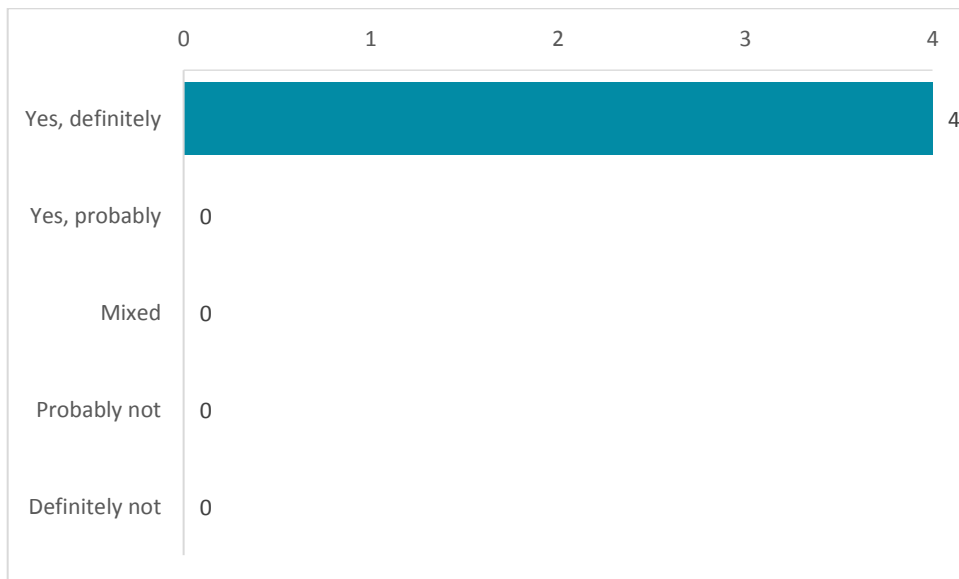 0 1 2 3 4
Yes, definitely 4
Yes, probably 0
Mixed 0
Probably not 0
Definitely not 0